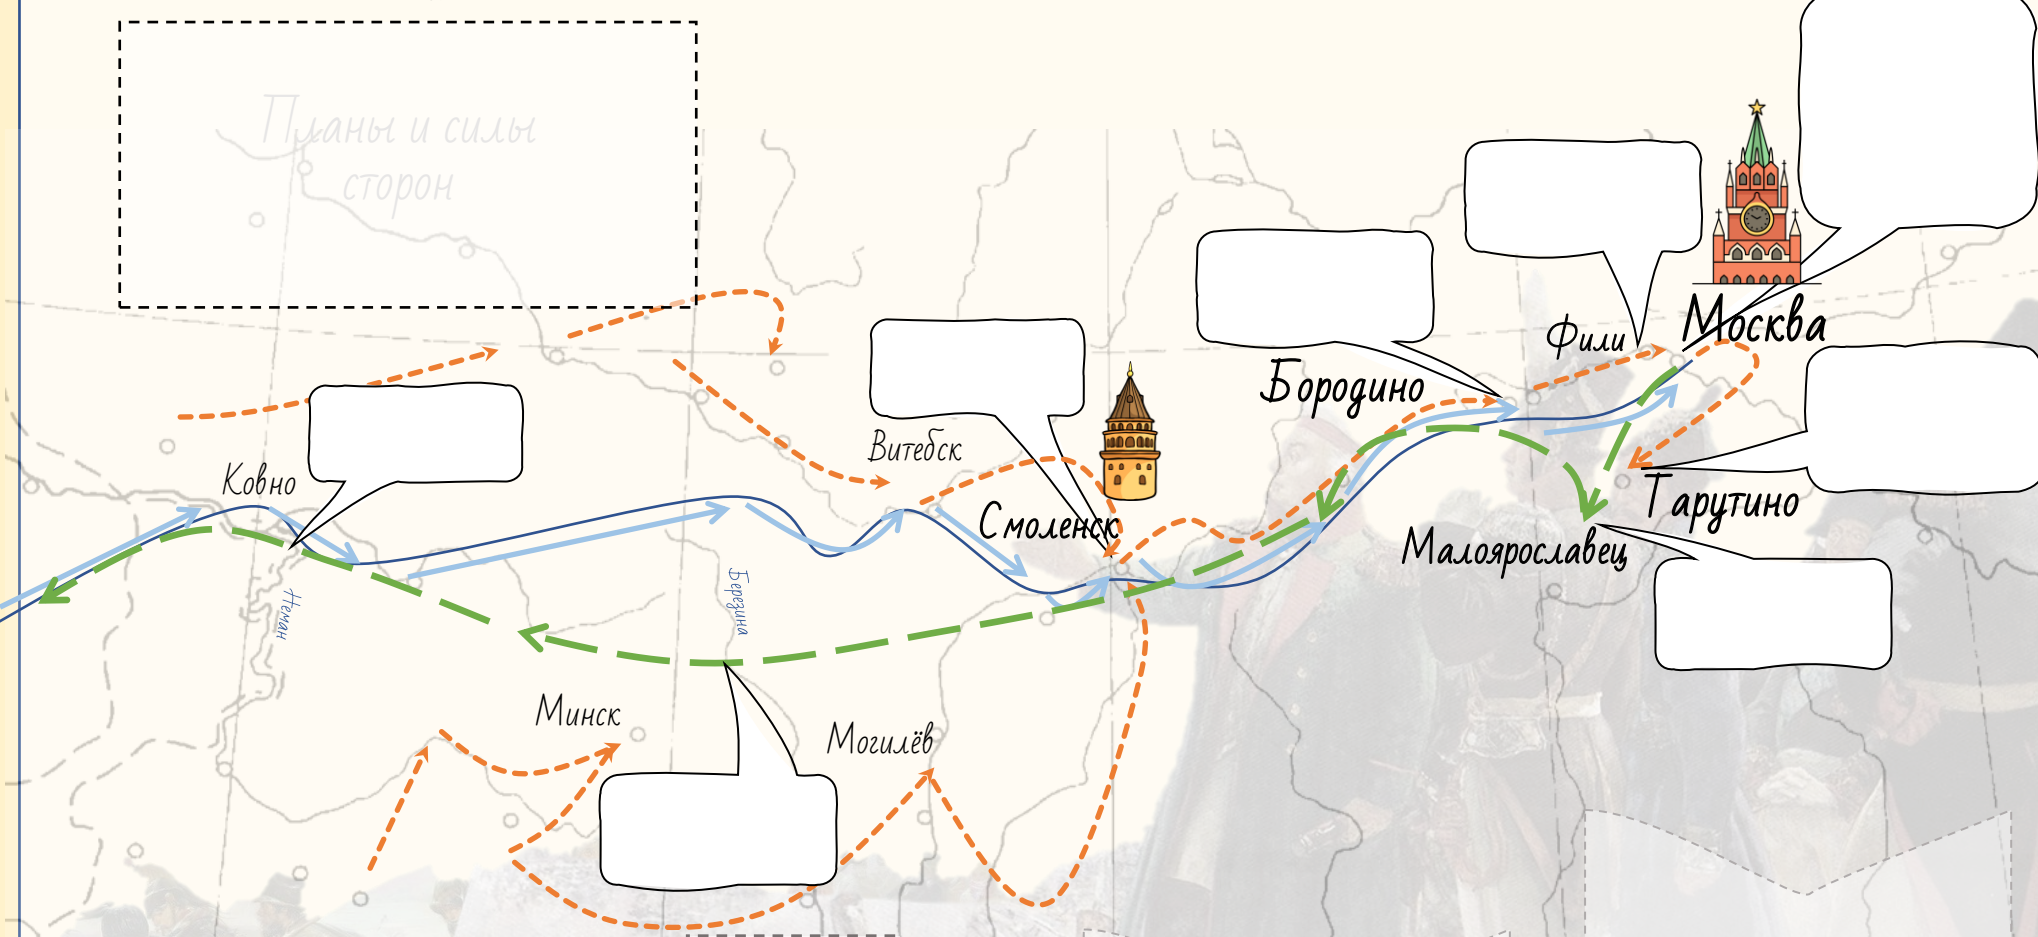 Планы и силы
сторон
Москва
Фили
Бородино
Витебск
Ковно
Смоленск
Тарутино
Малоярославец
Неман
Березина
Минск
Могилёв